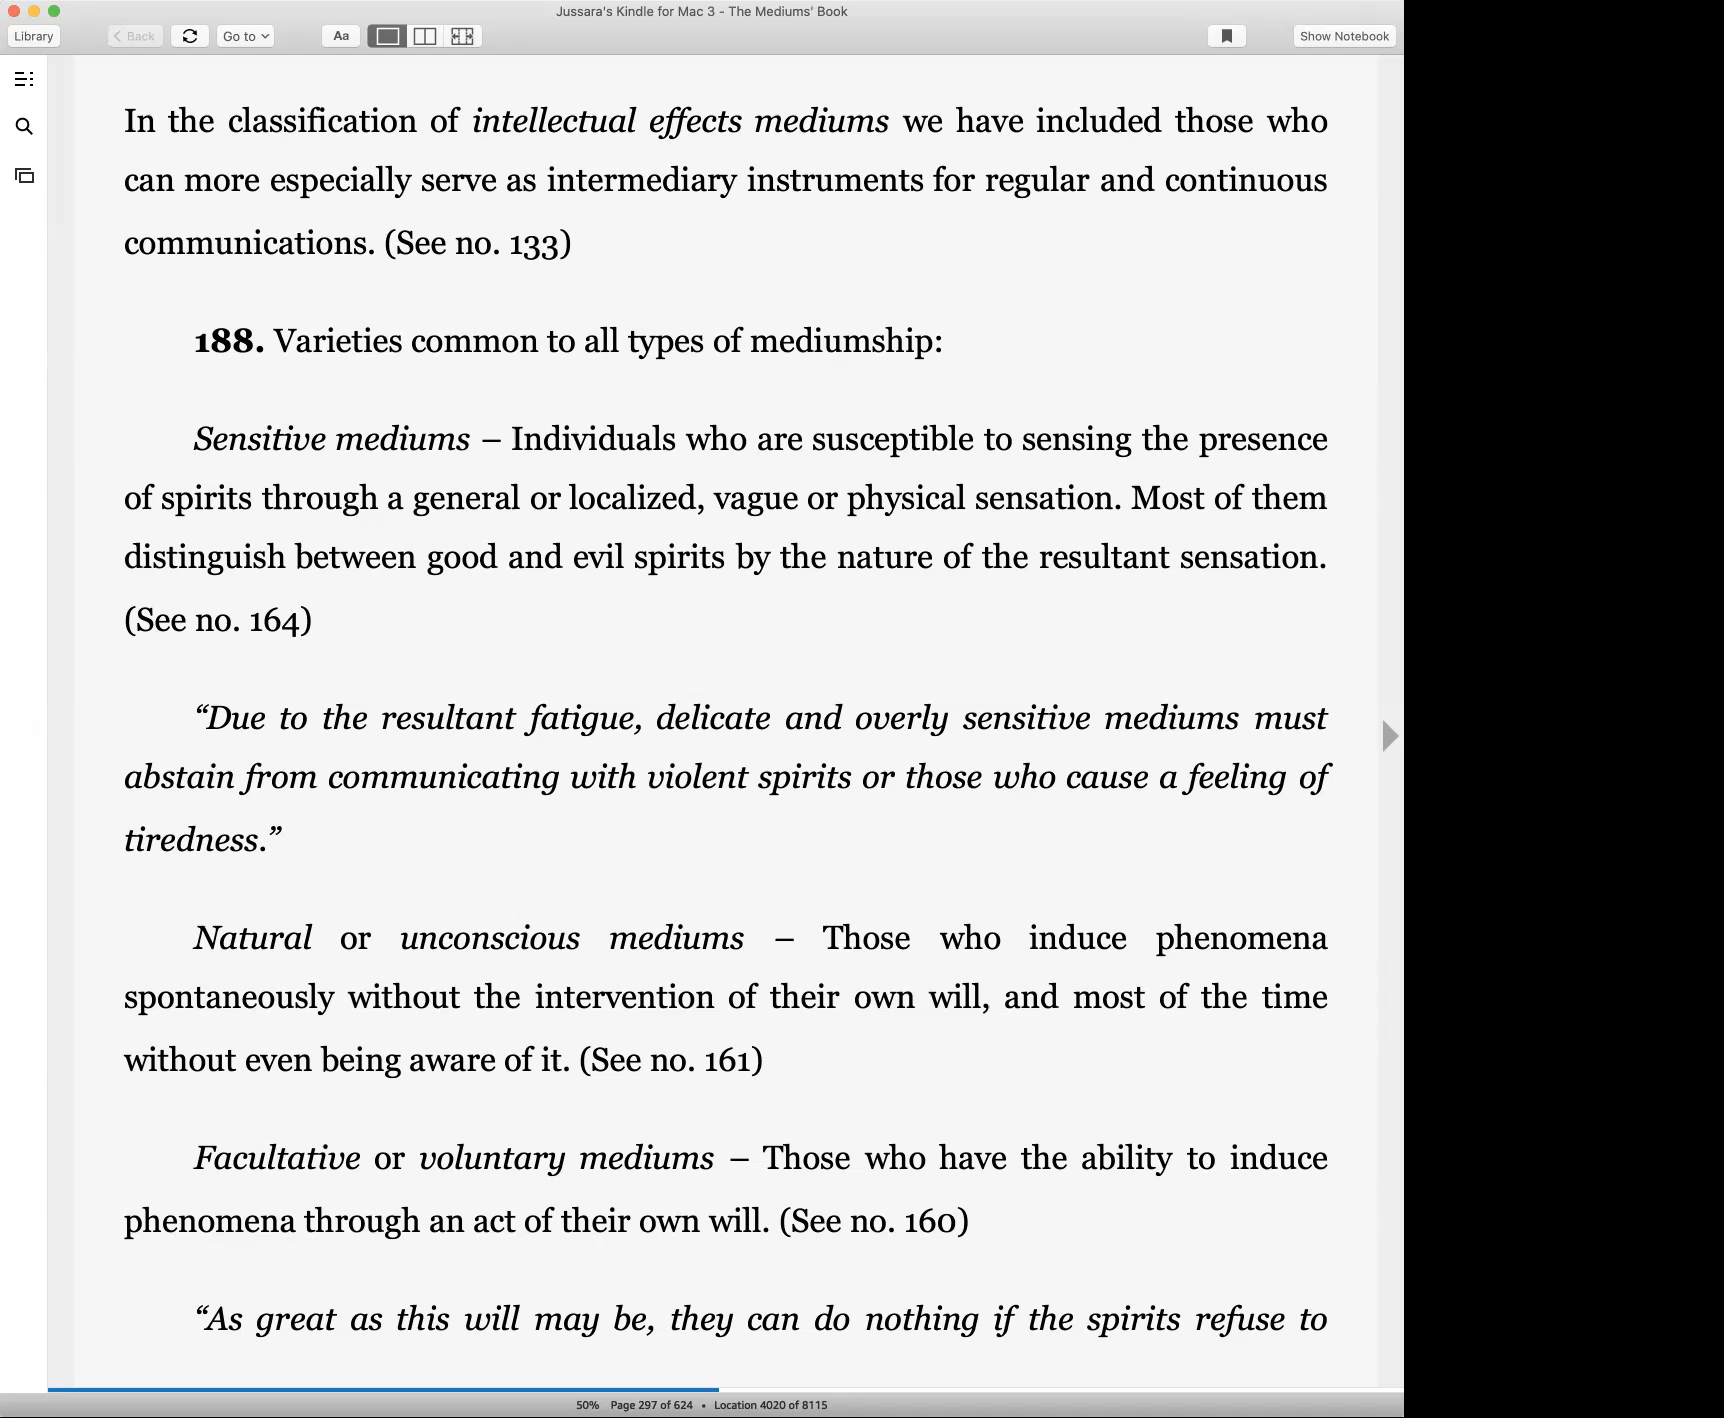 Jussara's Kindle for Mac 3 - The Mediums' Book
Library
Back
Go to
Aa
Show Notebook
In the classification of intellectual effects mediums we have included those who
can more especially serve as intermediary instruments for regular and continuous
communications. (See no. 133)
188. Varieties common to all types of mediumship:
Sensitive mediums – Individuals who are susceptible to sensing the presence
of spirits through a general or localized, vague or physical sensation. Most of them
distinguish between good and evil spirits by the nature of the resultant sensation.
(See no. 164)
“Due to the resultant fatigue, delicate and overly sensitive mediums must
abstain from communicating with violent spirits or those who cause a feeling of
tiredness.”
Natural or unconscious mediums – Those who induce phenomena
spontaneously without the intervention of their own will, and most of the time
without even being aware of it. (See no. 161)
Facultative or voluntary mediums – Those who have the ability to induce
phenomena through an act of their own will. (See no. 160)
“As great as this will may be, they can do nothing if the spirits refuse to
50% Page 297 of 624 • Location 4020 of 8115